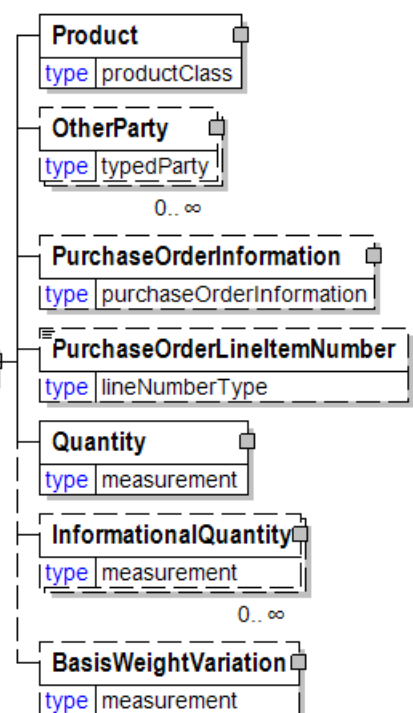 Product
type productClass
OtherParty
type typedParty
0.. ∞
PurchaseOrderInformation
type purchaseOrderInformation
PurchaseOrderLineItemNumber
type lineNumberType
Quantity
type measurement
InformationalQuantity
type measurement
0.. ∞
BasisWeightVariation
type measurement